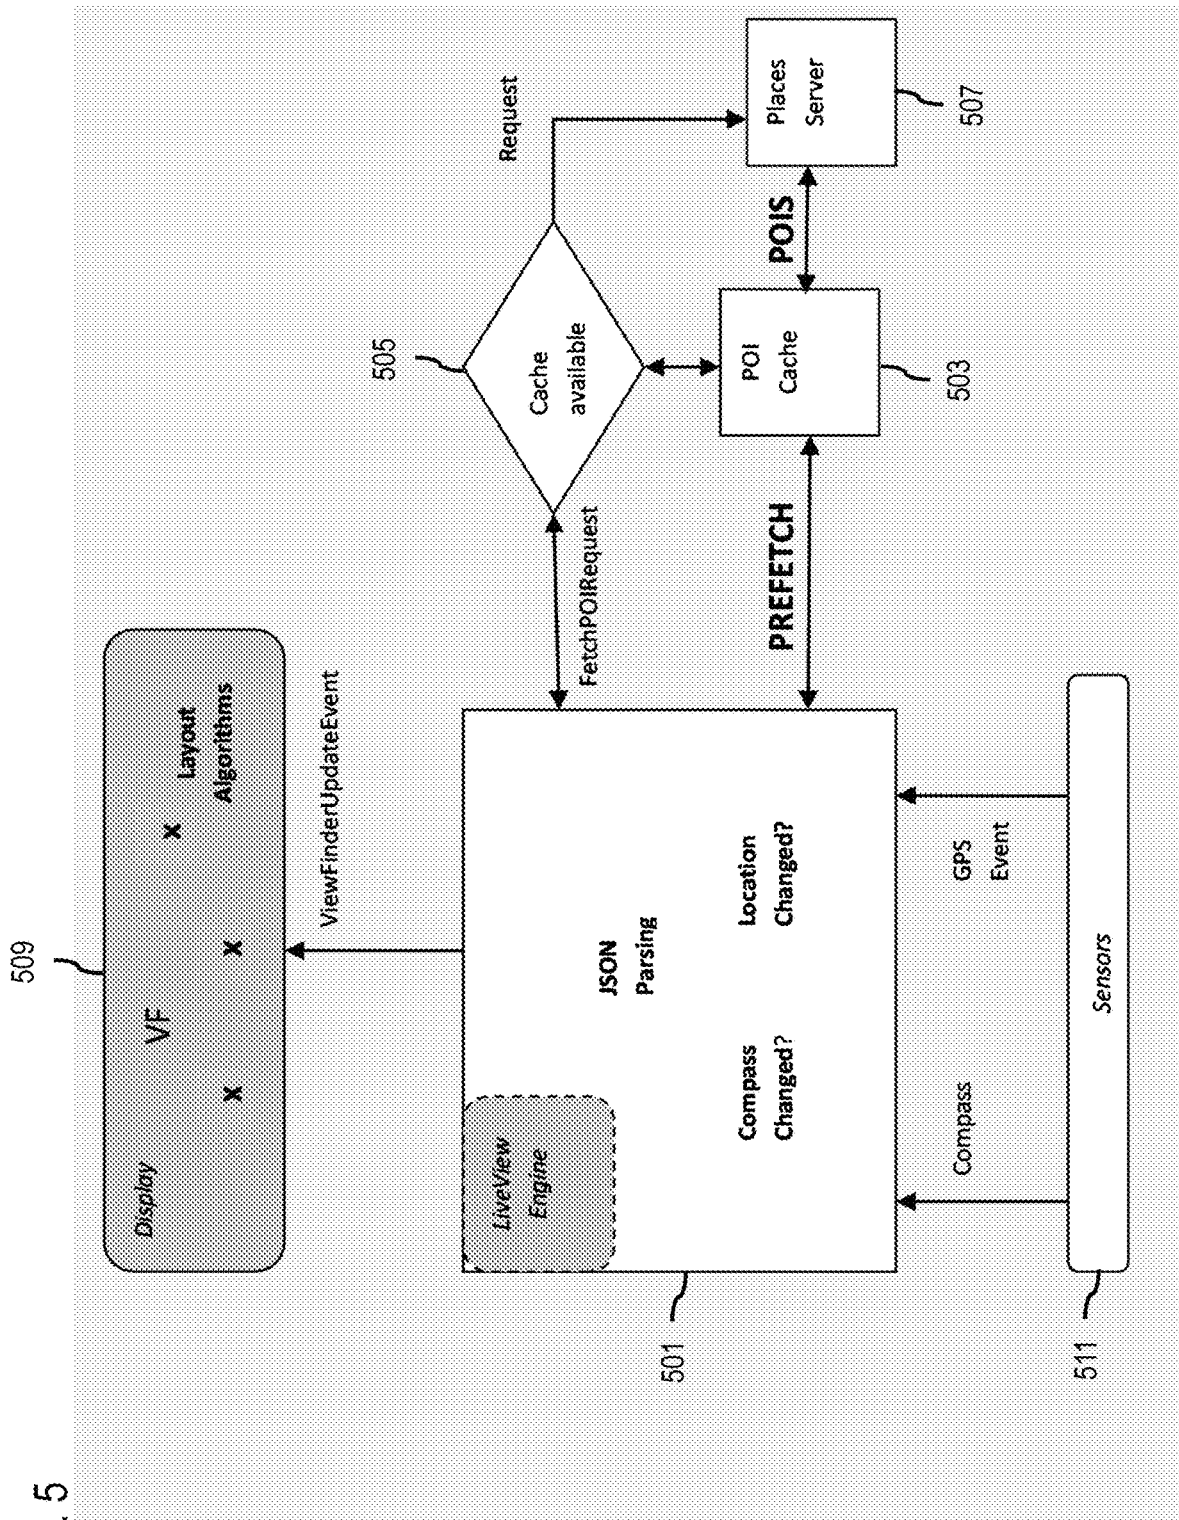 . 5
509
Display
VF
x
x
x
Layout
Algorithms
ViewFinderUpdateEvent
505
Request
LiveView
Engine
Cache
available
FetchPOIRequest
JSON
Parsing
501
Compass
Changed?
Location
Changed?
PREFETCH
POI
Cache
503
POIS
Places
Server
507
Compass
GPS
Event
Sensors
511